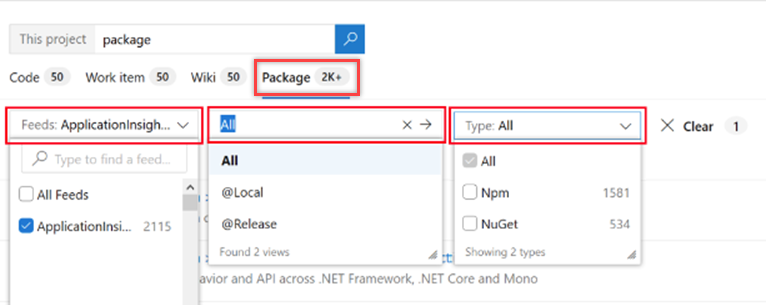 This project package
Code 50 Work item 50 Wiki 50 Package 2K+
Feeds: ApplicationInsigh... All Type: All Clear 1
Type to find a feed...
All Feeds
ApplicationInsi... 2115
All
@Local
@Release
Found 2 views
All
Npm 1581
NuGet 534
Showing 2 types
avior and API across .NET Framework, .NET Core and Mono